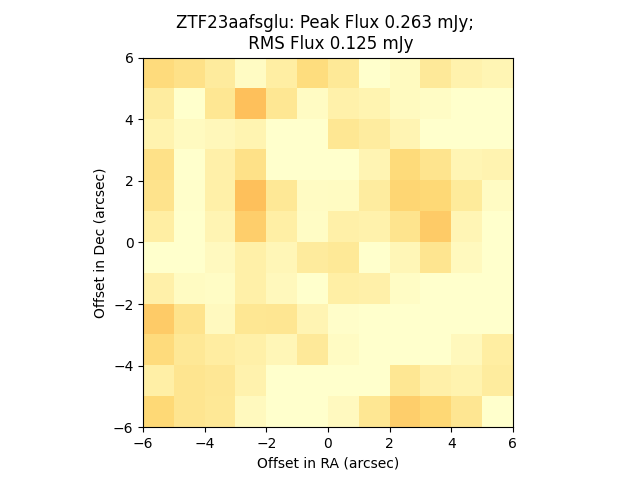 ZTF23aafsglu: Peak Flux 0.263 mJy;
RMS Flux 0.125 mJy
6
4
2
0
−2
−4
−6
Offset in Dec (arcsec)
−6 −4 −2 0 2 4 6
Offset in RA (arcsec)